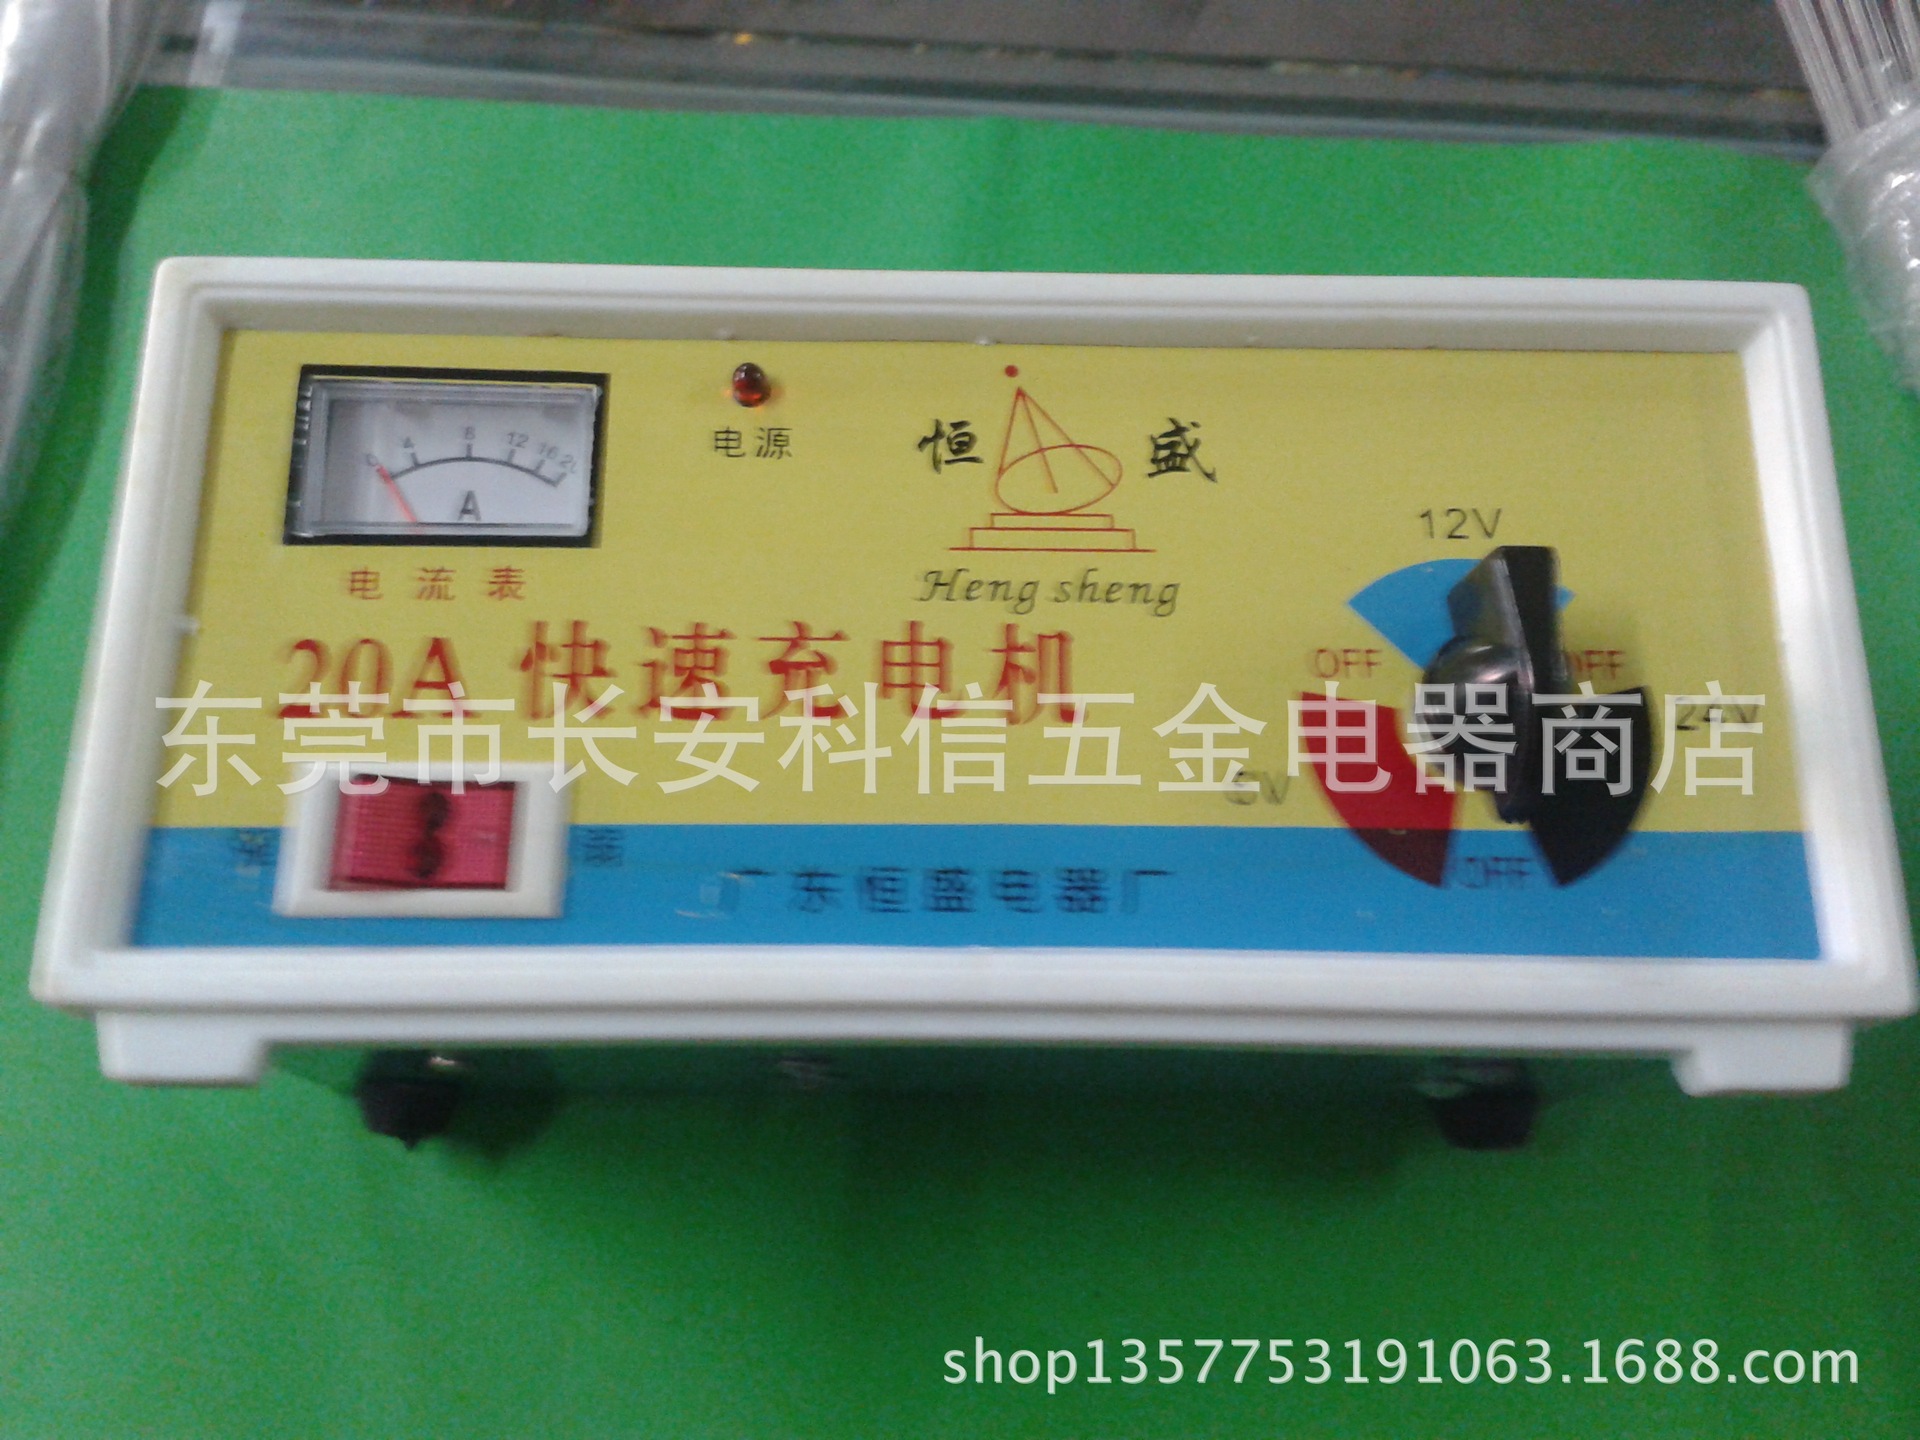 0 4 8 12 16 20
A
电流表
电源
恒 盛
Heng sheng
20A 快速充电机
12V
OFF OFF
24V
6V
OFF
广东恒盛电器厂
东莞市长安科信五金电器商店
shop1357753191063.1688.com